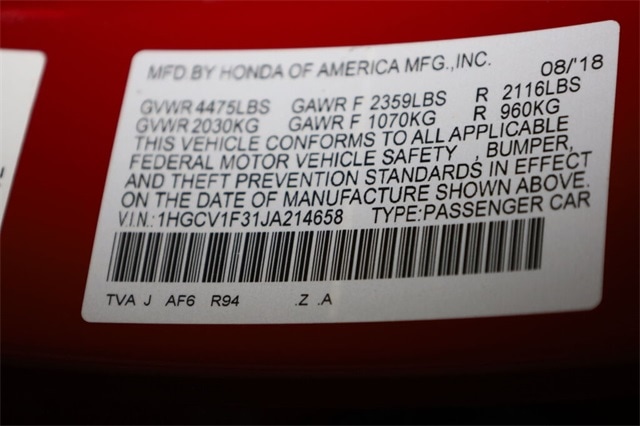 MFD.BY HONDA OF AMERICA MFG.,INC. 08/'18
GVWR 4475LBS GAWR F 2359LBS R 2116LBS
GVWR 2030KG GAWR F 1070KG R 960KG
THIS VEHICLE CONFORMS TO ALL APPLICABLE
FEDERAL MOTOR VEHICLE SAFETY , BUMPER,
AND THEFT PREVENTION STANDARDS IN EFFECT
ON THE DATE OF MANUFACTURE SHOWN ABOVE.
V.I.N.: 1HGCV1F31JA214658 TYPE:PASSENGER CAR
TVA J AF6 R94 .Z .A